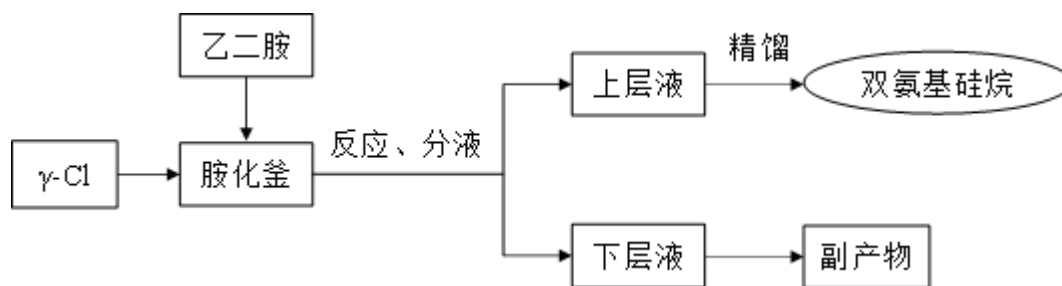 乙二胺
γ-Cl
胺化釜
反应、分液
上层液
精馏
双氨基硅烷
下层液
副产物